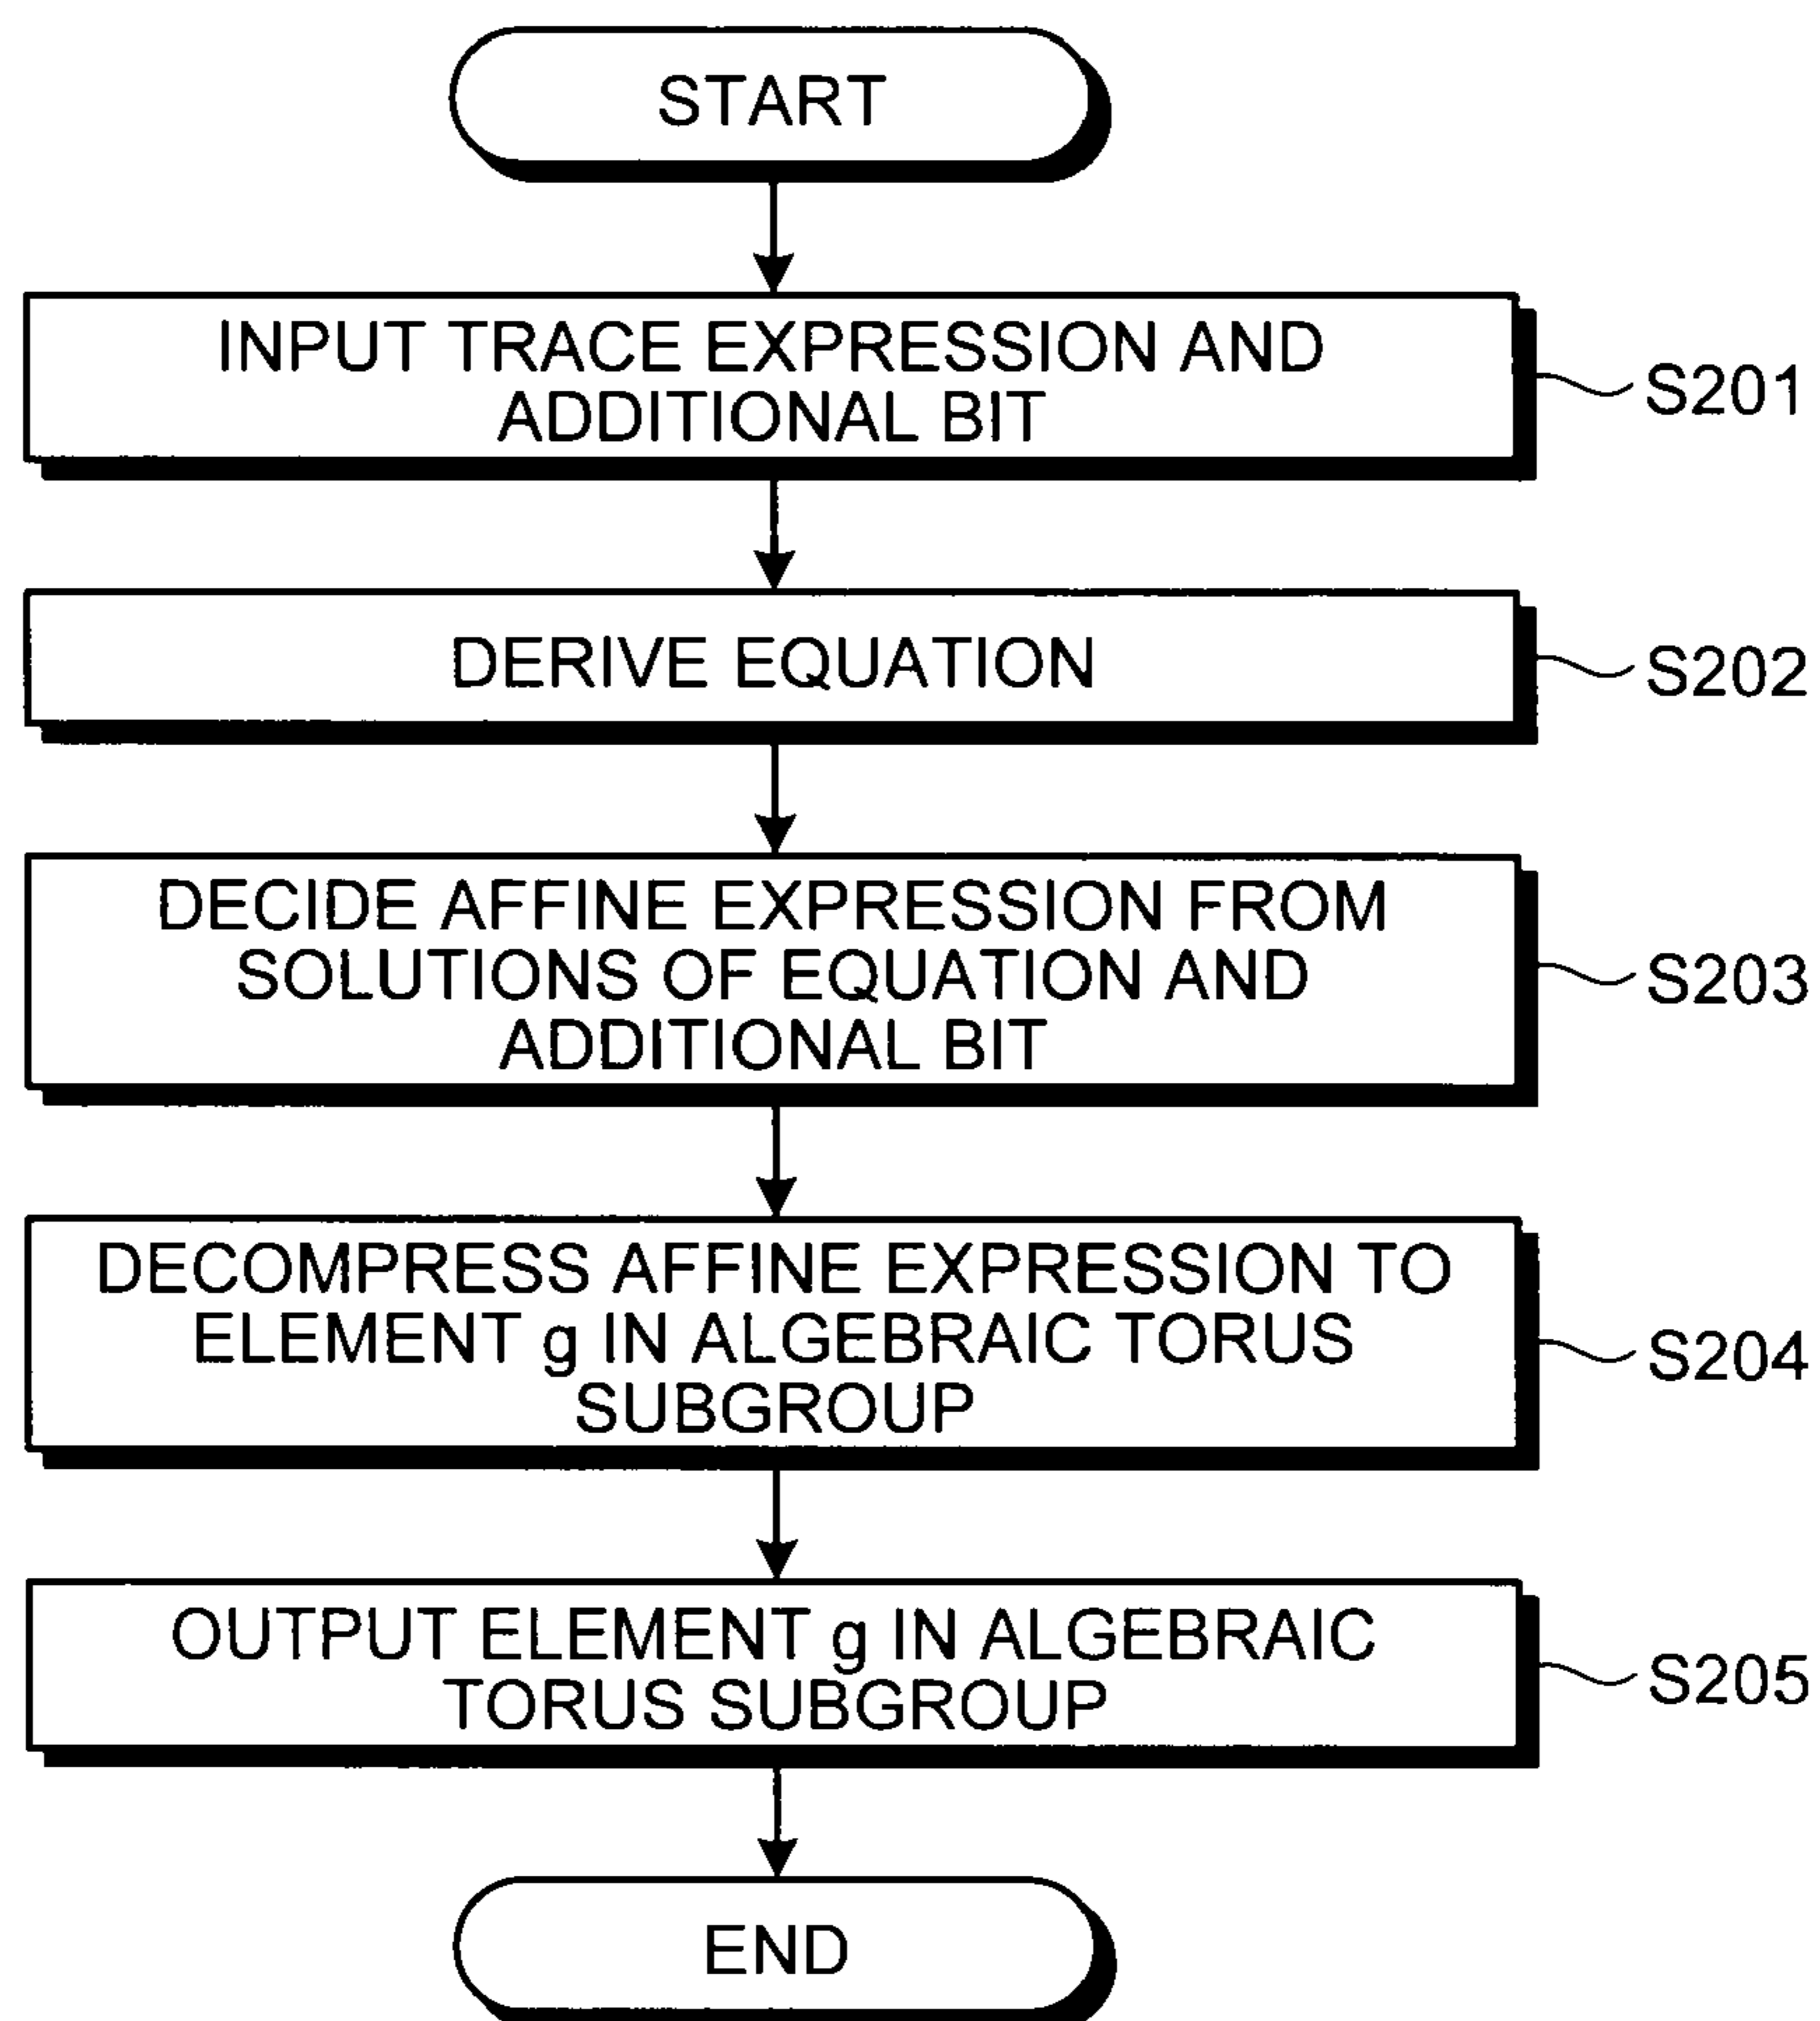 START
INPUT TRACE EXPRESSION AND
ADDITIONAL BIT
S201
DERIVE EQUATION
S202
DECIDE AFFINE EXPRESSION FROM
SOLUTIONS OF EQUATION AND
ADDITIONAL BIT
S203
DECOMPRESS AFFINE EXPRESSION TO
ELEMENT g IN ALGEBRAIC TORUS
SUBGROUP
S204
OUTPUT ELEMENT g IN ALGEBRAIC
TORUS SUBGROUP
S205
END